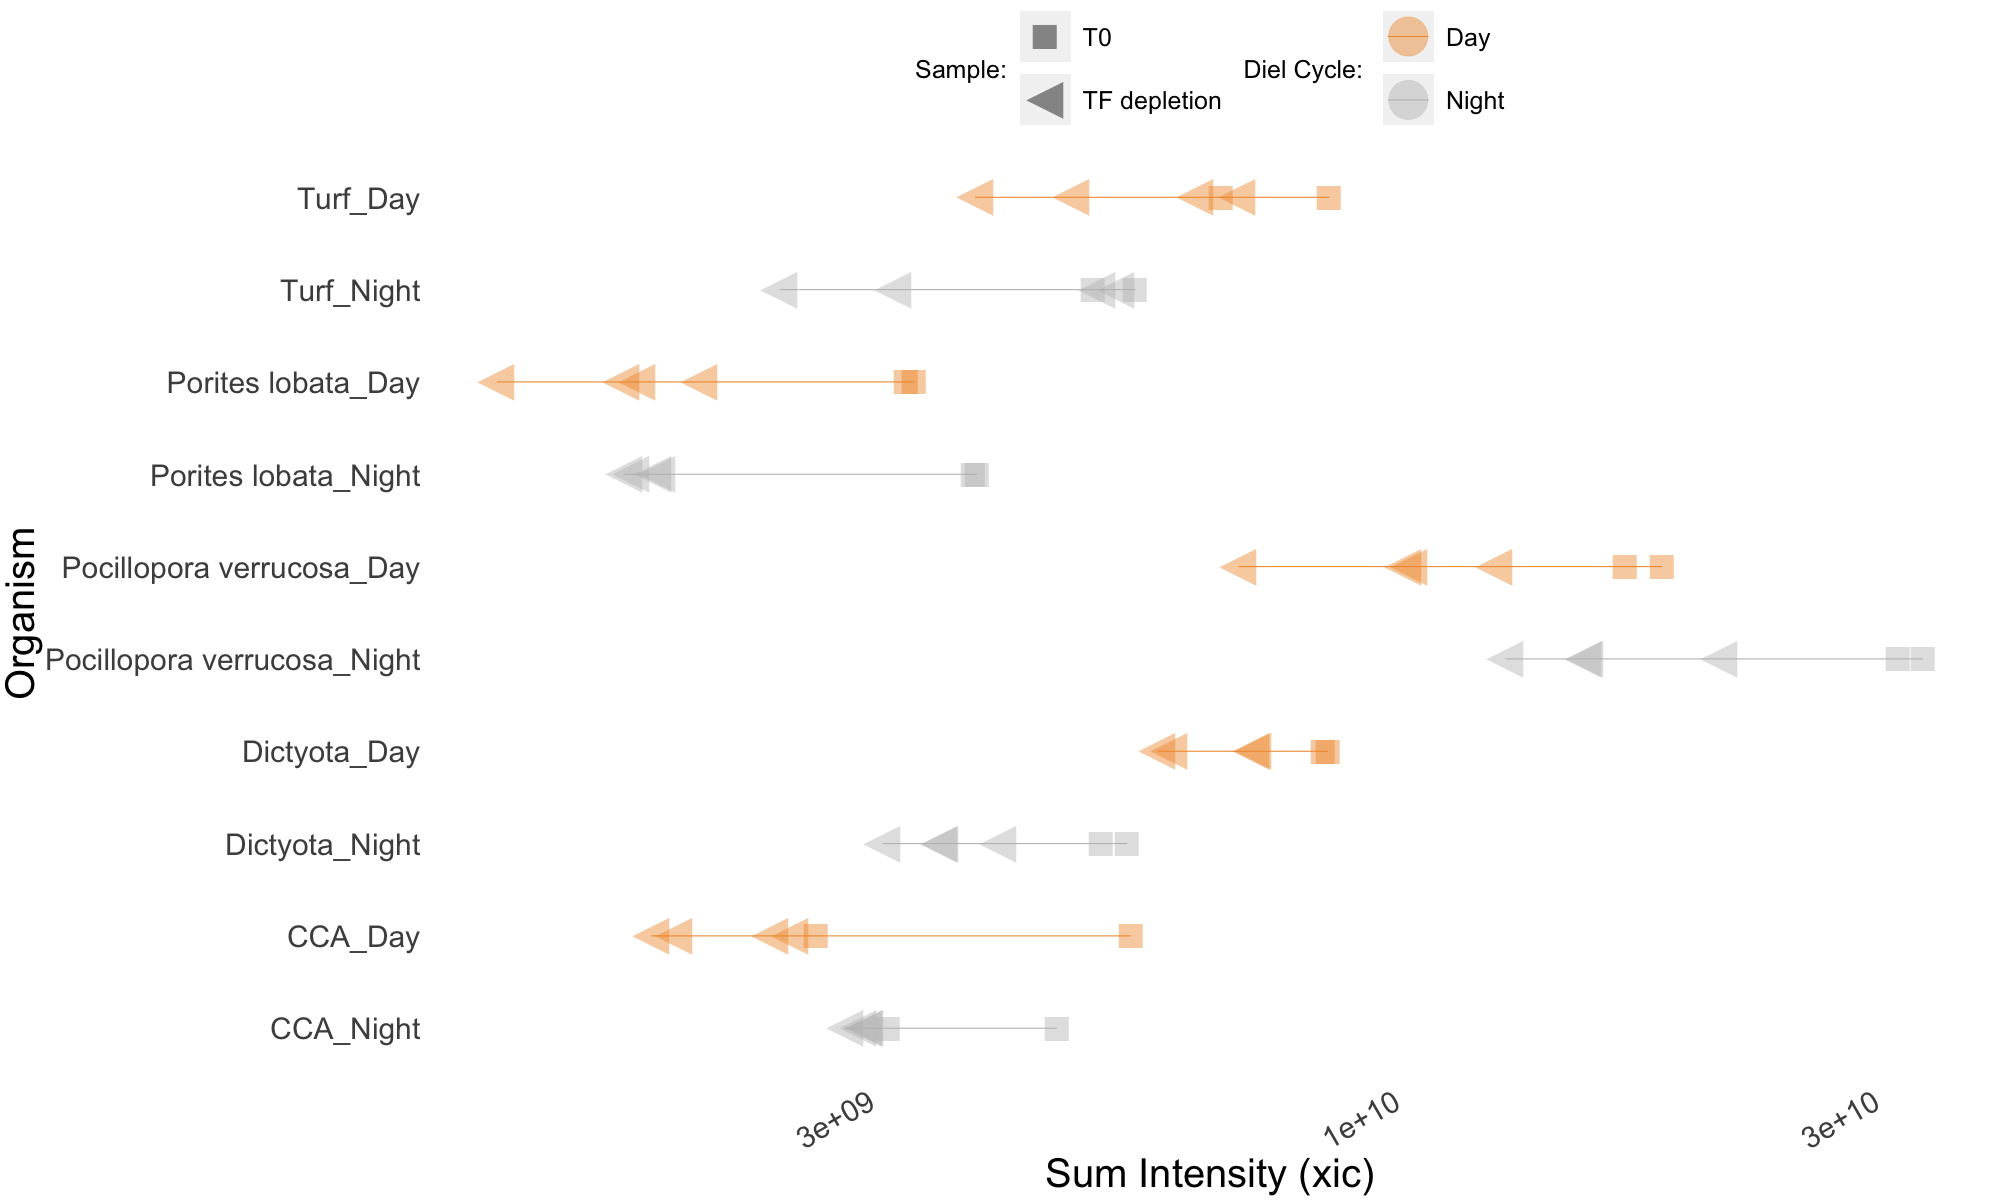 Sample:
T0
TF depletion
Diel Cycle:
Day
Night
Organism
Turf_Day
Turf_Night
Porites lobata_Day
Porites lobata_Night
Pocillopora verrucosa_Day
Pocillopora verrucosa_Night
Dictyota_Day
Dictyota_Night
CCA_Day
CCA_Night
3e+09
1e+10
3e+10
Sum Intensity (xic)